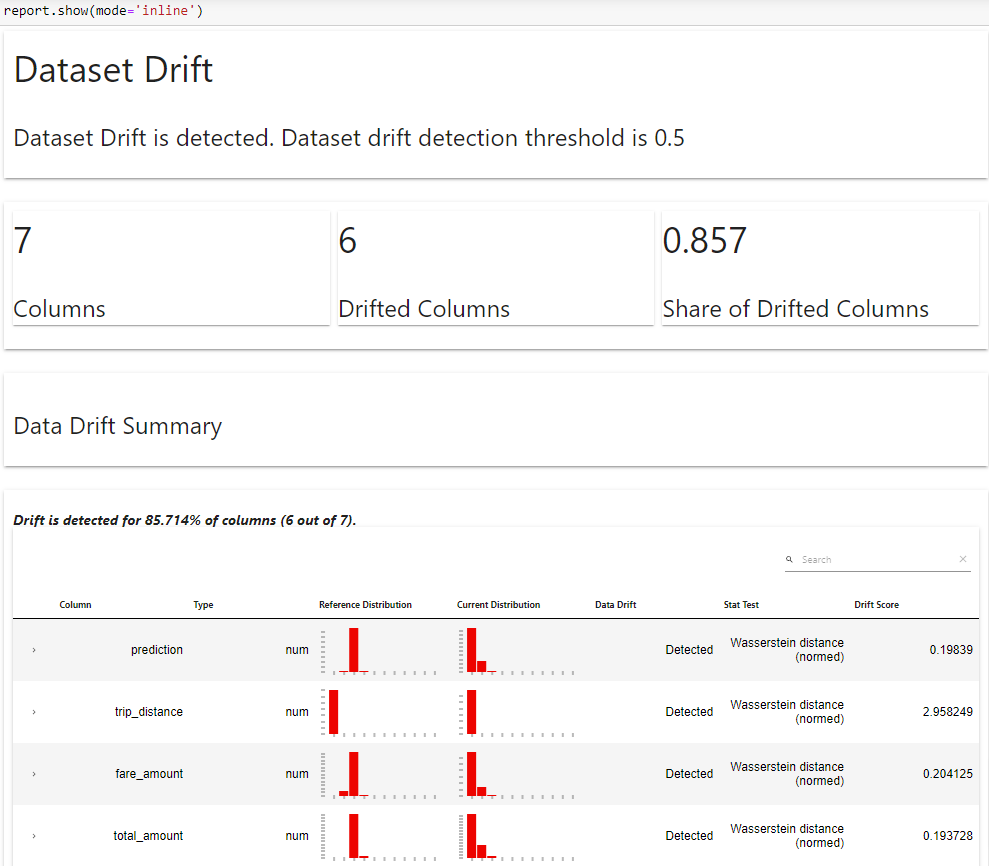 report.show(mode='inline')
Dataset Drift
Dataset Drift is detected. Dataset drift detection threshold is 0.5
7
Columns
6
Drifted Columns
0.857
Share of Drifted Columns
Data Drift Summary
Drift is detected for 85.714% of columns (6 out of 7).
Search
Column Type Reference Distribution Current Distribution Data Drift Stat Test Drift Score
prediction num Detected Wasserstein distance (normed) 0.19839
trip_distance num Detected Wasserstein distance (normed) 2.958249
fare_amount num Detected Wasserstein distance (normed) 0.204125
total_amount num Detected Wasserstein distance (normed) 0.193728